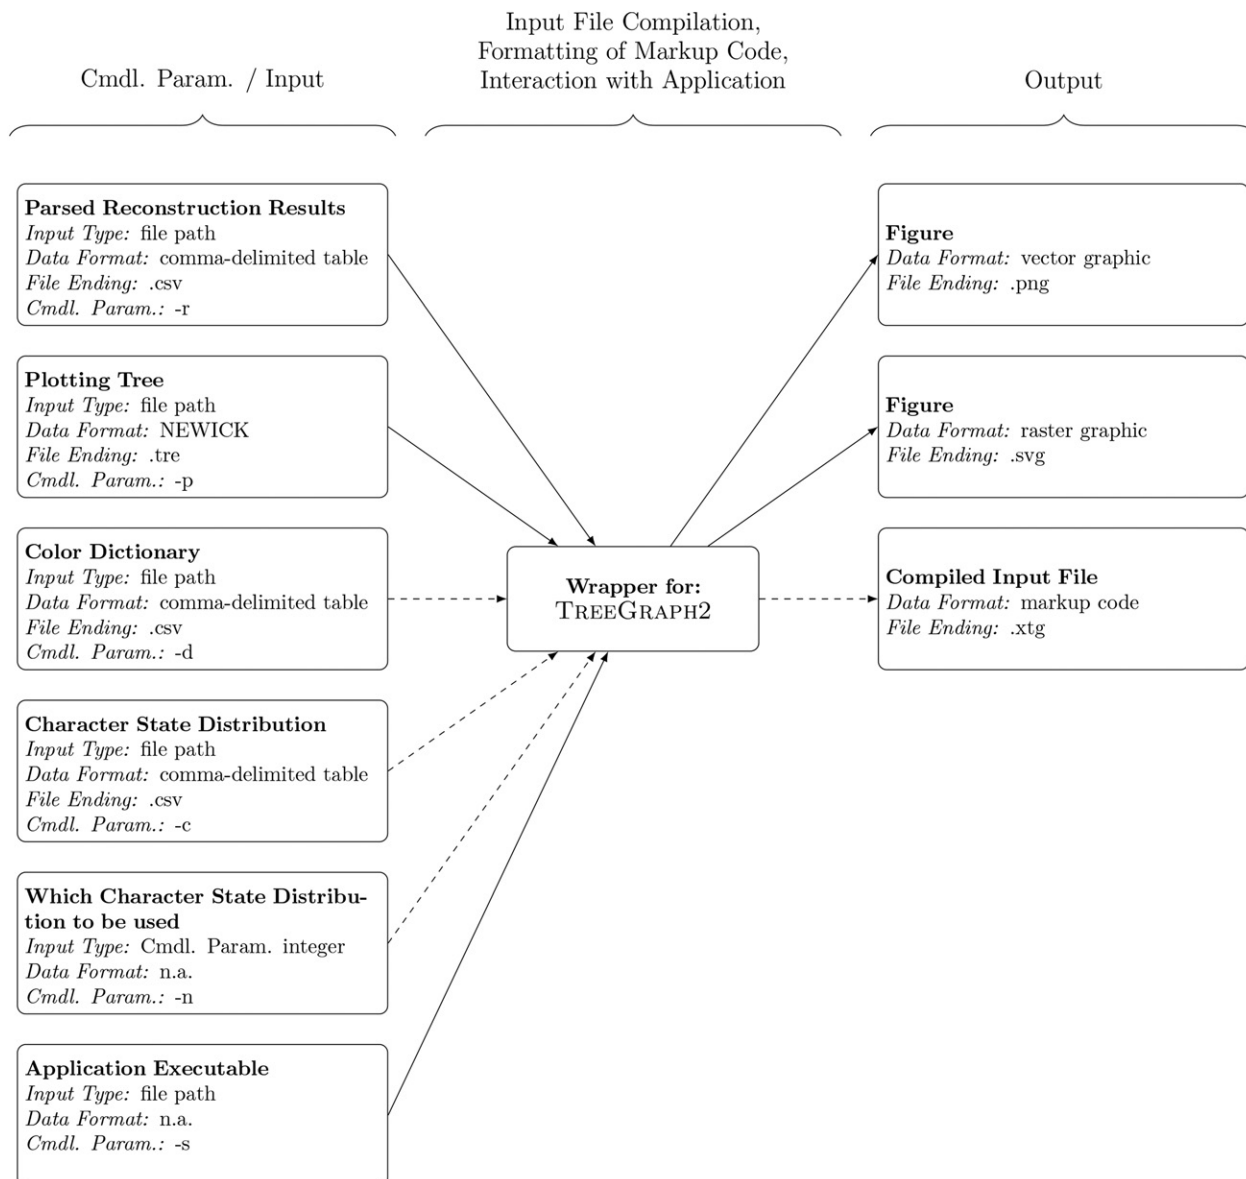 Cmdl. Param. / Input
Input File Compilation,
Formatting of Markup Code,
Interaction with Application
Output
Parsed Reconstruction Results
Input Type: file path
Data Format: comma-delimited table
File Ending: .csv
Cmdl. Param.: -r
Plotting Tree
Input Type: file path
Data Format: NEWICK
File Ending: .tre
Cmdl. Param.: -p
Color Dictionary
Input Type: file path
Data Format: comma-delimited table
File Ending: .csv
Cmdl. Param.: -d
Character State Distribution
Input Type: file path
Data Format: comma-delimited table
File Ending: .csv
Cmdl. Param.: -c
Which Character State Distribu-
tion to be used
Input Type: Cmdl. Param. integer
Data Format: n.a.
Cmdl. Param.: -n
Application Executable
Input Type: file path
Data Format: n.a.
Cmdl. Param.: -s
Wrapper for:
TREEGRAPH2
Figure
Data Format: vector graphic
File Ending: .png
Figure
Data Format: raster graphic
File Ending: .svg
Compiled Input File
Data Format: markup code
File Ending: .xtg